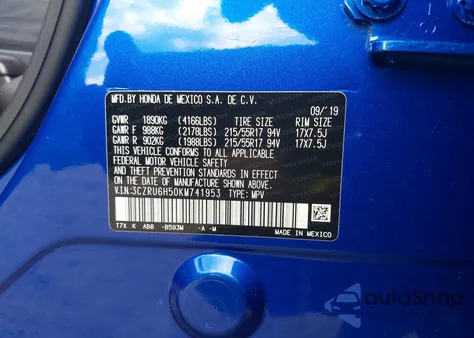 MFD.BY HONDA DE MEXICO S.A. DE C.V.
09/'19
GVWR 1890KG (4166LBS) TIRE SIZE RIM SIZE
GAWR F 988KG (2178LBS) 215/55R17 94V 17X7.5J
GAWR R 902KG (1988LBS) 215/55R17 94V 17X7.5J
THIS VEHICLE CONFORMS TO ALL APPLICABLE
FEDERAL MOTOR VEHICLE SAFETY
AND THEFT PREVENTION STANDARDS IN EFFECT
ON THE DATE OF MANUFACTURE SHOWN ABOVE.
V.I.N:3CZRU6H50KM741953 TYPE: MPV
T7X K AB8 -B593M -A -M
MADE IN MEXICO
autoSnap